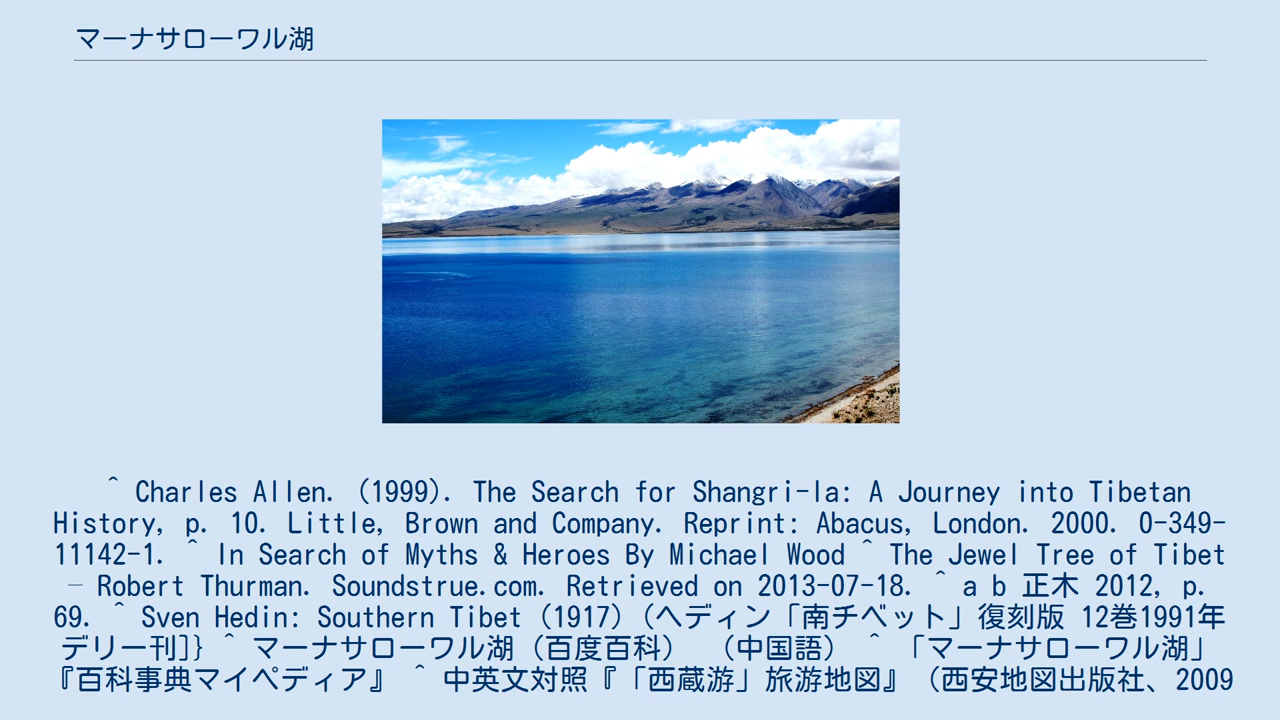 マーナサローワル湖
^ Charles Allen. (1999). The Search for Shangri-la: A Journey into Tibetan
History, p. 10. Little, Brown and Company. Reprint: Abacus, London. 2000. 0-349-
11142-1. ^ In Search of Myths & Heroes By Michael Wood ^ The Jewel Tree of Tibet
— Robert Thurman. Soundstrue.com. Retrieved on 2013-07-18. ^ a b 正木 2012, p.
69. ^ Sven Hedin: Southern Tibet (1917) (ヘディン「南チベット」復刻版 12巻1991年
デリー刊]} ^ マーナサローワル湖（百度百科） （中国語） ^ 「マーナサローワル湖」
『百科事典マイペディア』 ^ 中英文対照『「西蔵游」旅游地図』（西安地図出版社、2009